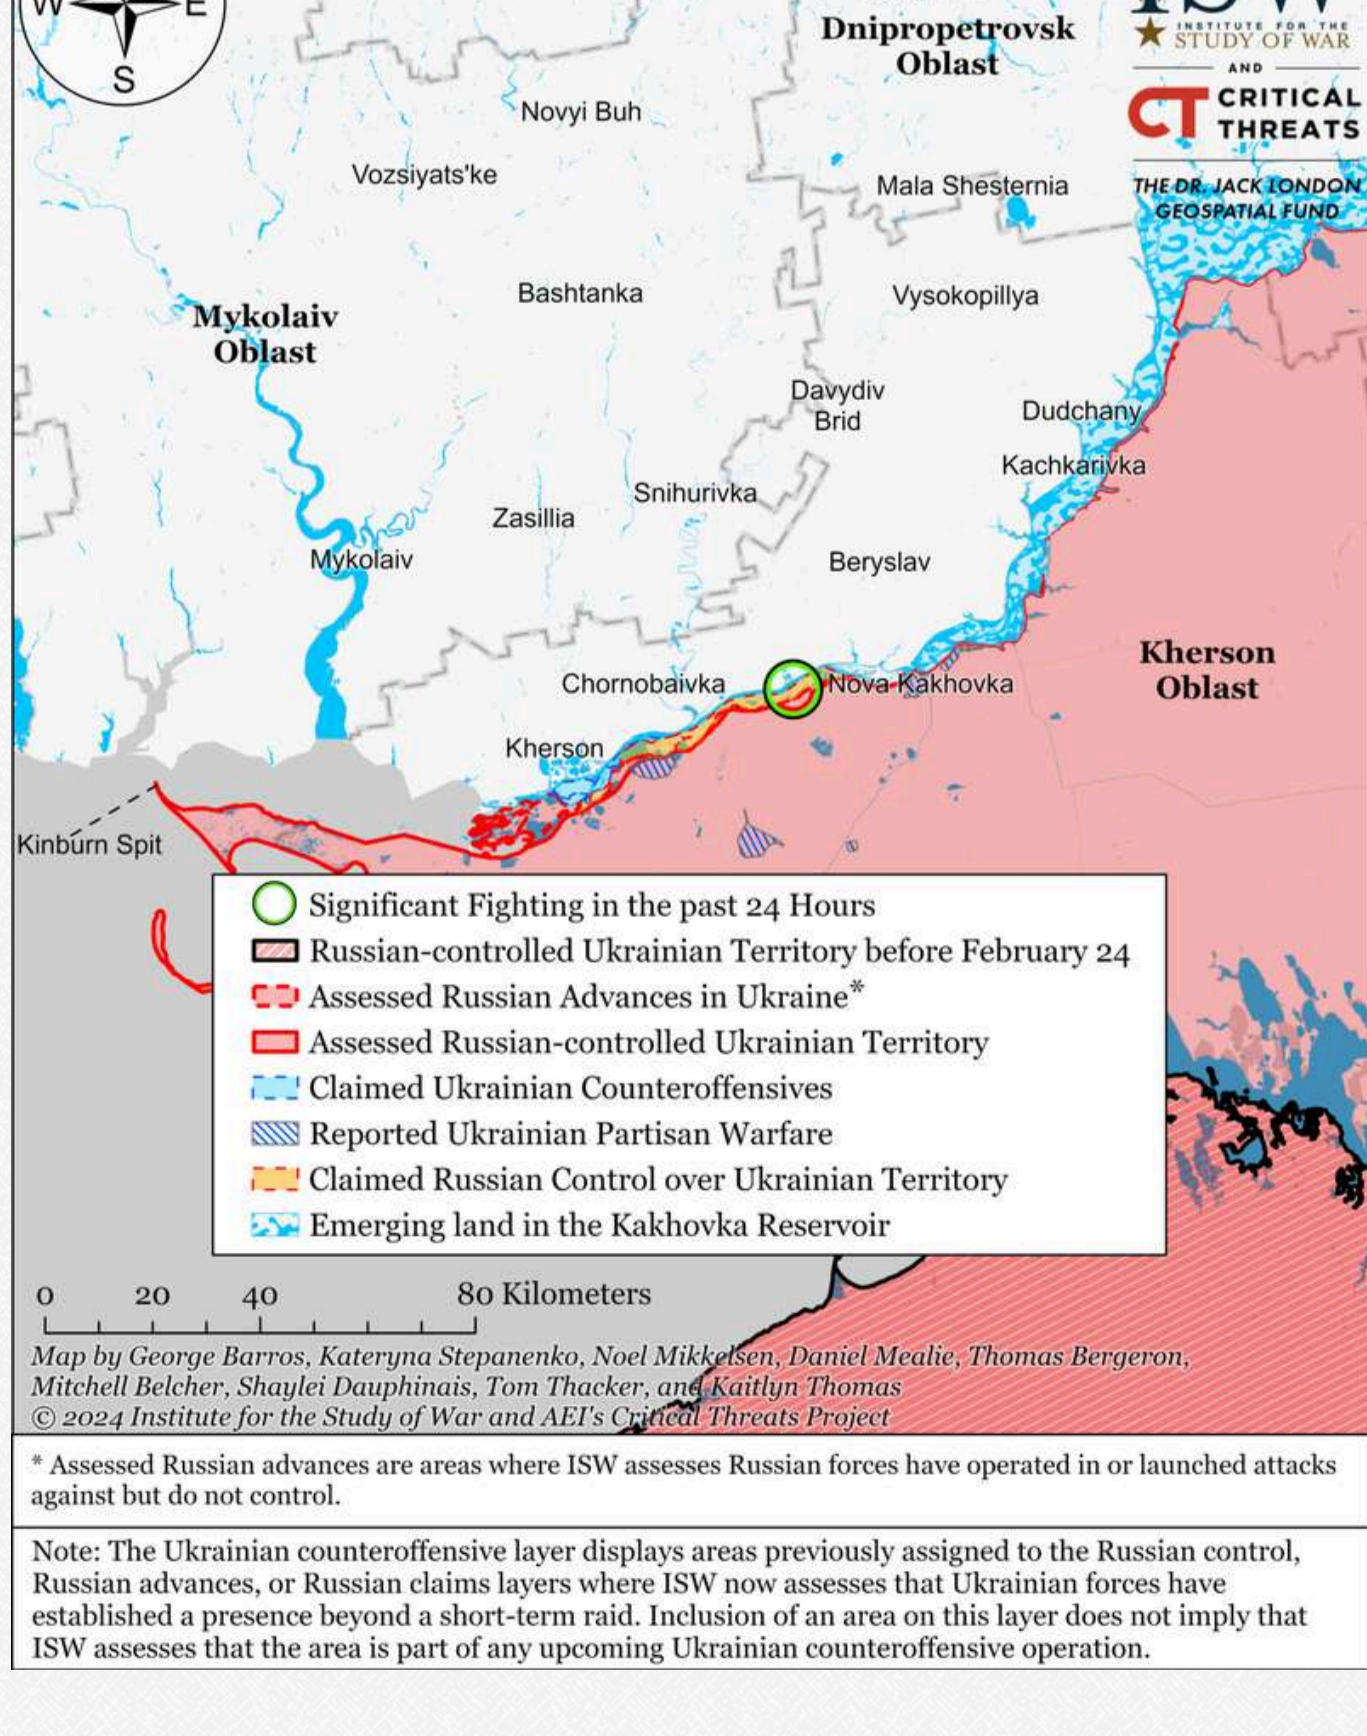 W
E
S
Dnipropetrovsk
Oblast
ISW
INSTITUTE FOR THE
STUDY OF WAR
AND
CT CRITICAL
THREATS
THE DR. JACK LONDON
GEOSPATIAL FUND
Novyi Buh
Vozsiyats'ke
Mala Shesternia
Bashtanka
Vysokopillya
Mykolaiv
Oblast
Davydiv
Brid
Dudchany
Kachkarivka
Snihurivka
Zasillia
Mykolaiv
Beryslav
Kherson
Oblast
Chornobaivka
Nova Kakhovka
Kherson
Kinburn Spit
Significant Fighting in the past 24 Hours
Russian-controlled Ukrainian Territory before February 24
Assessed Russian Advances in Ukraine*
Assessed Russian-controlled Ukrainian Territory
Claimed Ukrainian Counteroffensives
Reported Ukrainian Partisan Warfare
Claimed Russian Control over Ukrainian Territory
Emerging land in the Kakhovka Reservoir
0 20 40 80 Kilometers
Map by George Barros, Kateryna Stepanenko, Noel Mikkelsen, Daniel Mealie, Thomas Bergeron,
Mitchell Belcher, Shaylei Dauphinais, Tom Thacker, and Kaitlyn Thomas
© 2024 Institute for the Study of War and AEI's Critical Threats Project
* Assessed Russian advances are areas where ISW assesses Russian forces have operated in or launched attacks
against but do not control.
Note: The Ukrainian counteroffensive layer displays areas previously assigned to the Russian control,
Russian advances, or Russian claims layers where ISW now assesses that Ukrainian forces have
established a presence beyond a short-term raid. Inclusion of an area on this layer does not imply that
ISW assesses that the area is part of any upcoming Ukrainian counteroffensive operation.